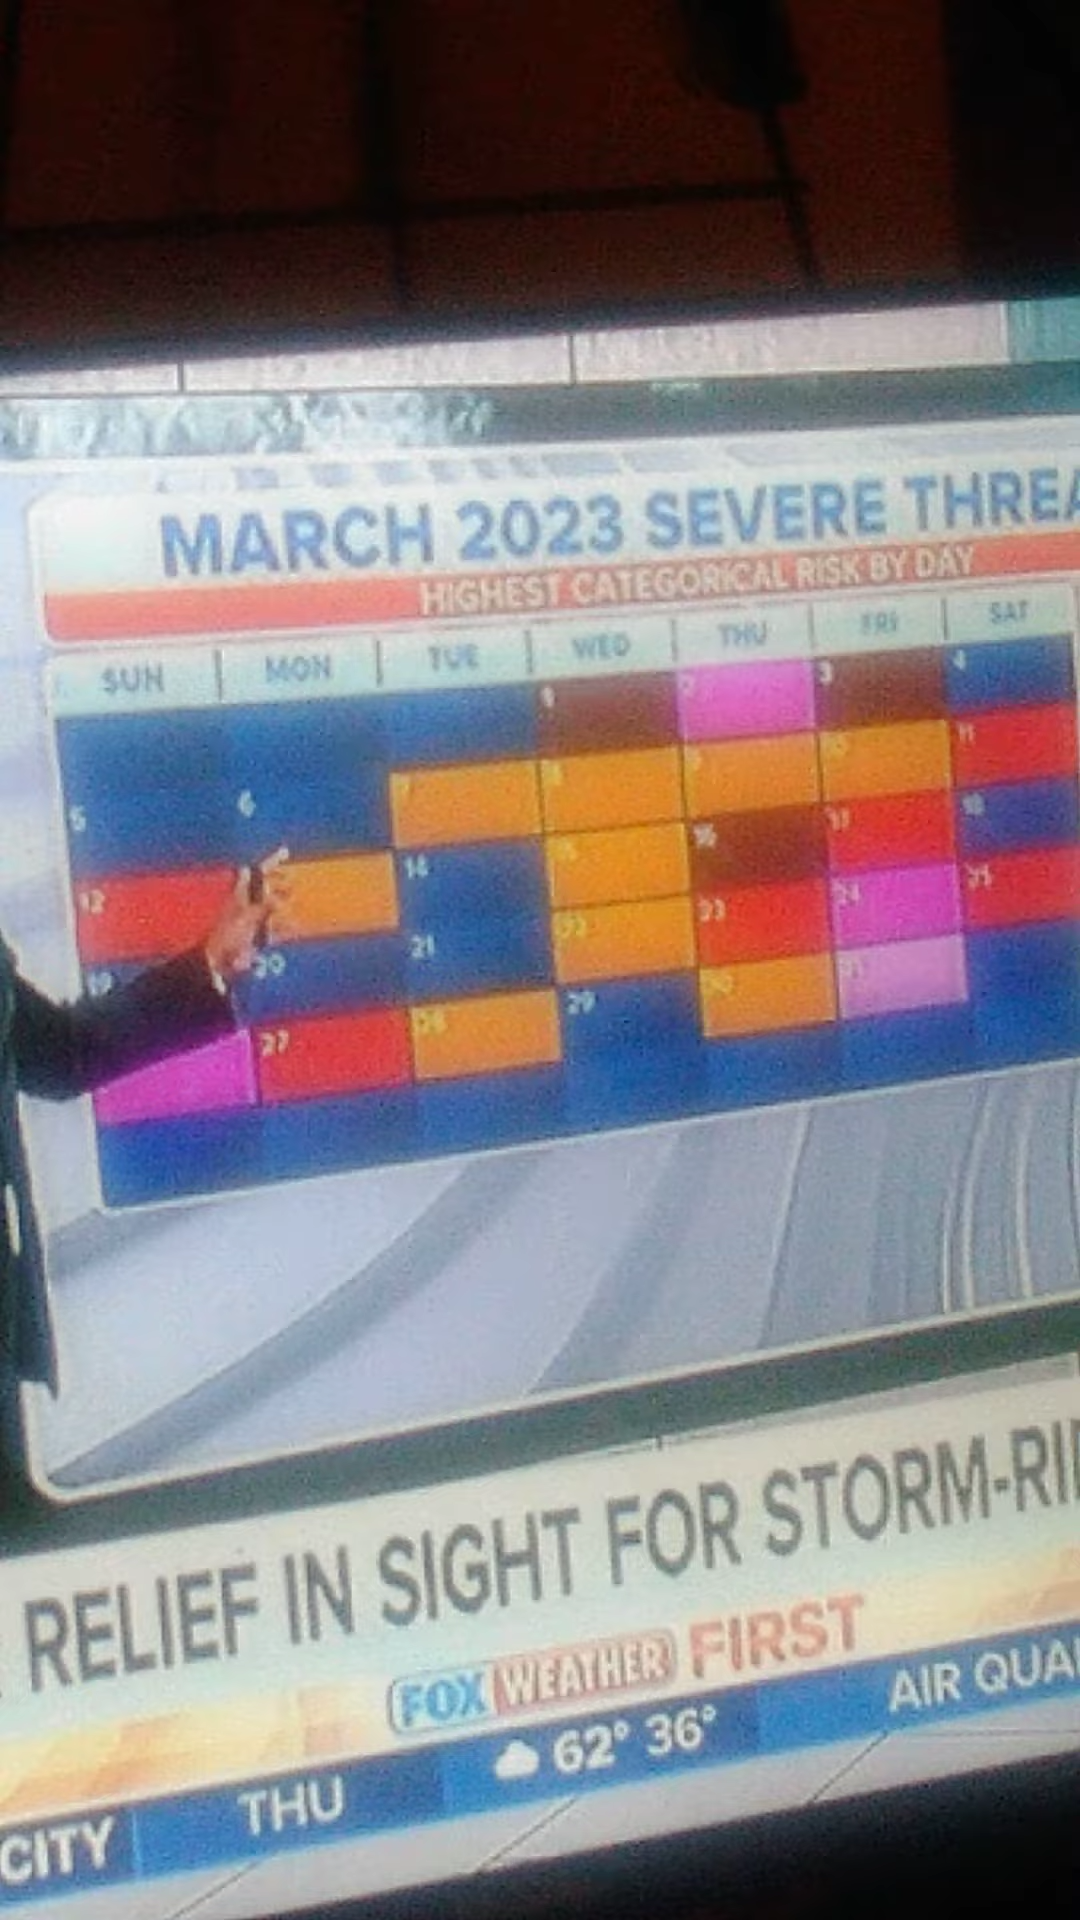 MARCH 2023 SEVERE THREA
HIGHEST CATEGORICAL RISK BY DAY
SUN MON TUE WED THU FRI SAT
1 2 3 4
5 6 7 8 9 10 11
12 14 15 16 17 18
19 20 21 22 23 24 25
27 28 29 30 31
RELIEF IN SIGHT FOR STORM-RI
FOX WEATHER FIRST
CITY THU 62° 36° AIR QUA